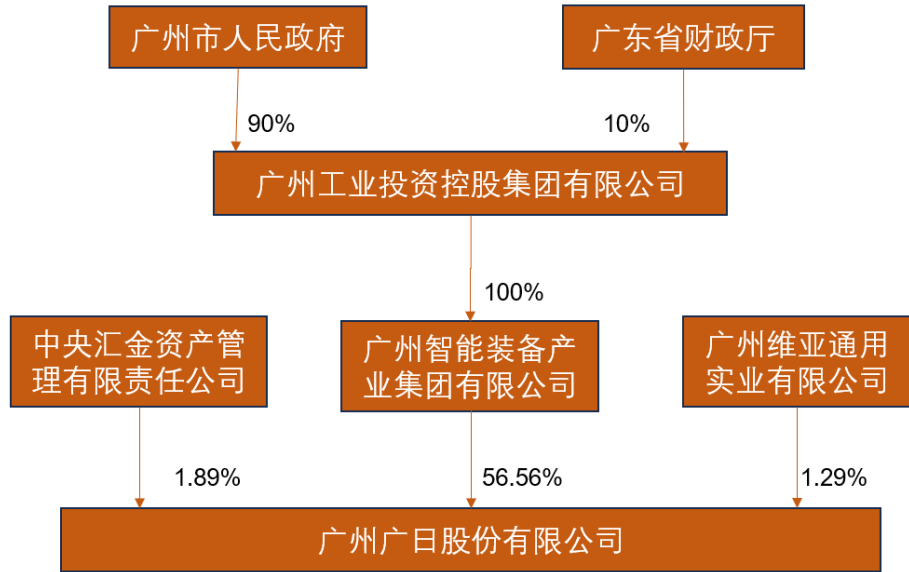 广州市人民政府
广东省财政厅
90%
10%
广州工业投资控股集团有限公司
100%
中央汇金资产管
理有限责任公司
广州智能装备产
业集团有限公司
广州维亚通用
实业有限公司
1.89%
56.56%
1.29%
广州广日股份有限公司